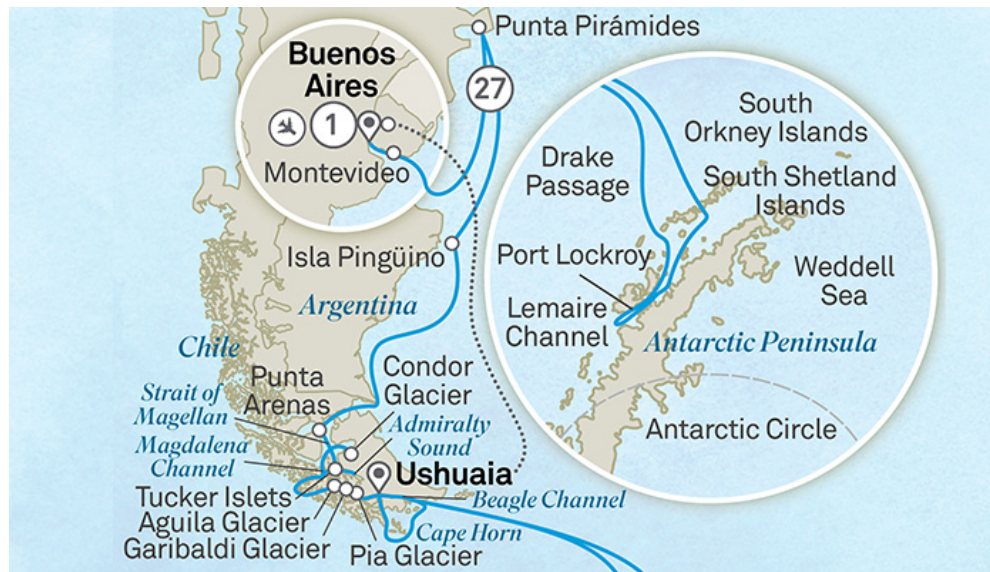 Punta Pirámides
Buenos
Aires
27
1
Montevideo
South
Orkney Islands
Drake
Passage
South Shetland
Islands
Isla Pingüino
Port Lockroy
Weddell
Sea
Argentina
Lemaire
Channel
Antarctic Peninsula
Chile
Condor
Glacier
Punta
Arenas
Strait of
Magellan
Admiralty
Sound
Antarctic Circle
Magdalena
Channel
Ushuaia
Tucker Islets
Beagle Channel
Aguila Glacier
Cape Horn
Garibaldi Glacier
Pia Glacier